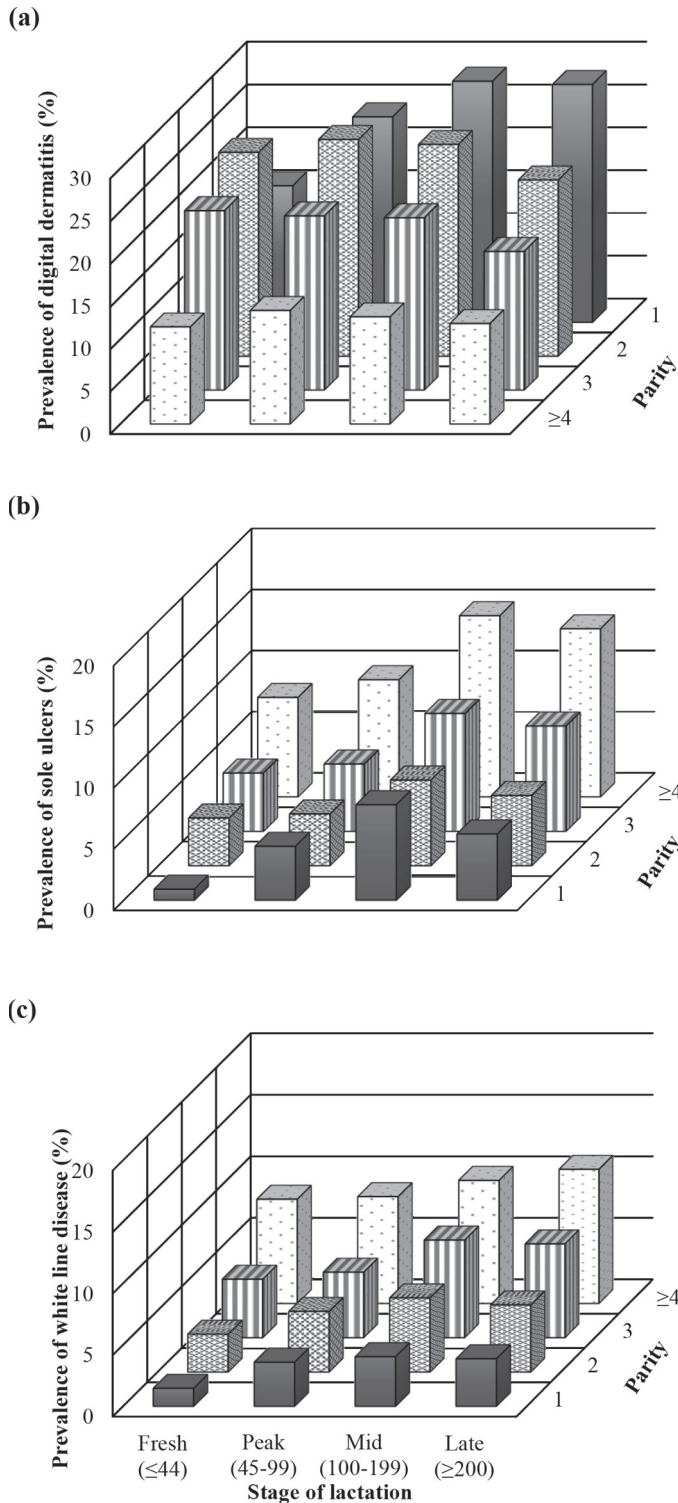 (a)
Prevalence of digital dermatitis (%)
30
25
20
15
10
5
0
1
2
3
≥4
Parity
(b)
Prevalence of sole ulcers (%)
20
15
10
5
0
≥4
3
2
1
Parity
(c)
Prevalence of white line disease (%)
20
15
10
5
0
≥4
3
2
1
Parity
Fresh Peak Mid Late
(≤44) (45-99) (100-199) (≥200)
Stage of lactation